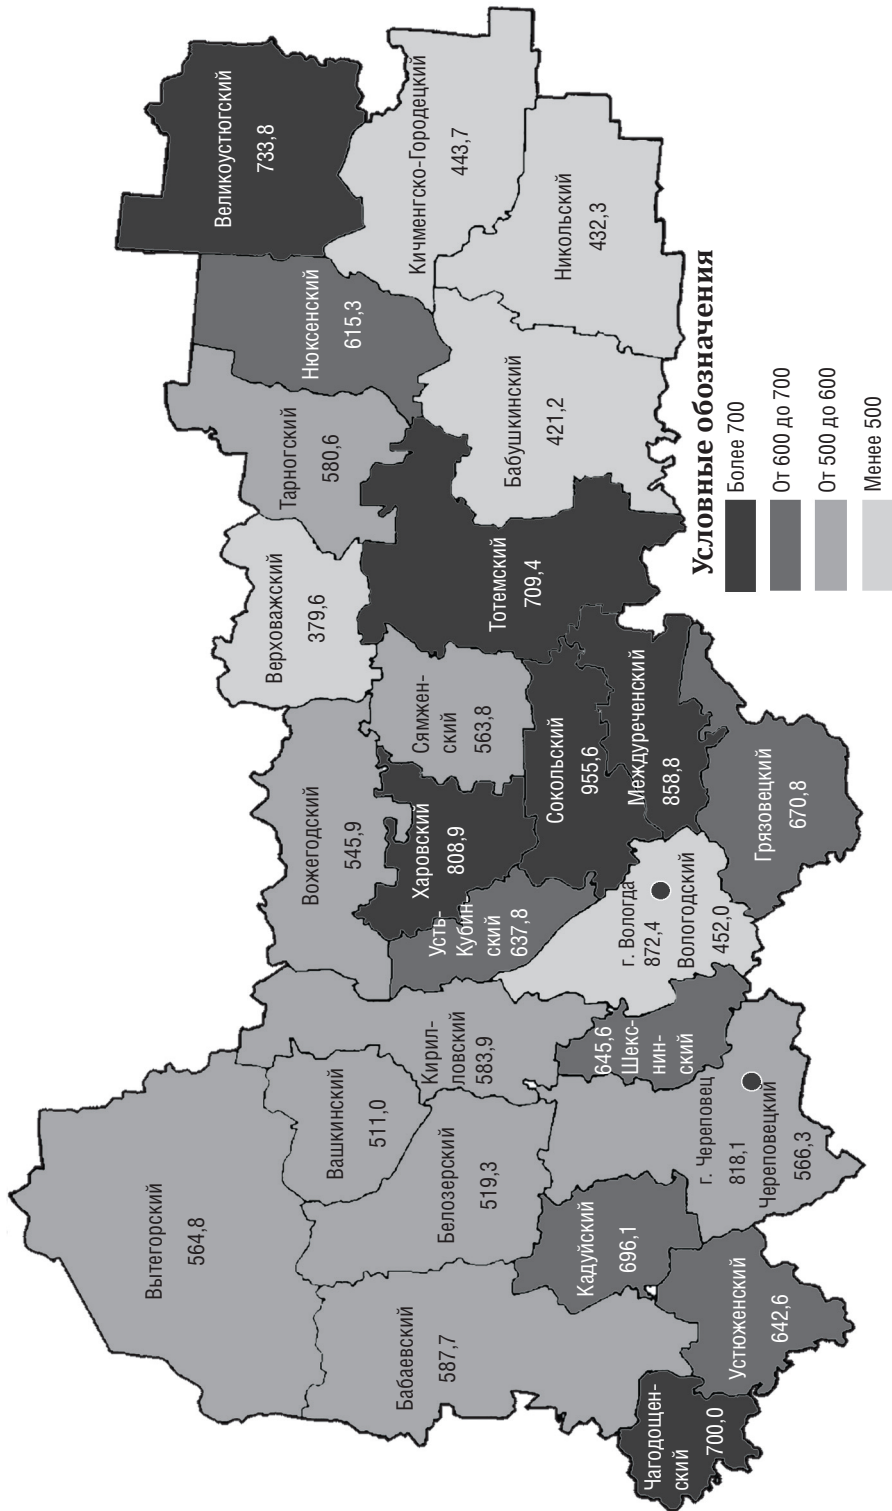 Вытегорский
564,8
Бабаевский
587,7
Вашкинский
511,0
Белозерский
519,3
Кирил-
ловский
583,9
Кадуйский
696,1
Чагодощен-
ский
700,0
Устюженский
642,6
г. Череповец
818,1
Череповецкий
566,3
645,6
Шекс-
нин-
ский
Вожегодский
545,9
Харовский
808,9
Усть-
Кубин-
ский
637,8
г. Вологда
872,4
Вологодский
452,0
Верховажский
379,6
Сямжен-
ский
563,8
Сокольский
955,6
Междуреченский
858,8
Грязовецкий
670,8
Тарногский
580,6
Тотемский
709,4
Нюксенский
615,3
Бабушкинский
421,2
Великоустюгский
733,8
Кичменгско-Городецкий
443,7
Никольский
432,3
Условные обозначения
Более 700
От 600 до 700
От 500 до 600
Менее 500